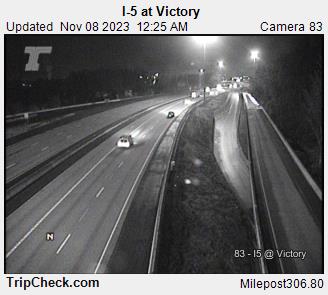 I-5 at Victory
Updated Nov 08 2023 12:25 AM Camera 83
T
N
83 - I5 @ Victory
TripCheck.com Milepost306.80